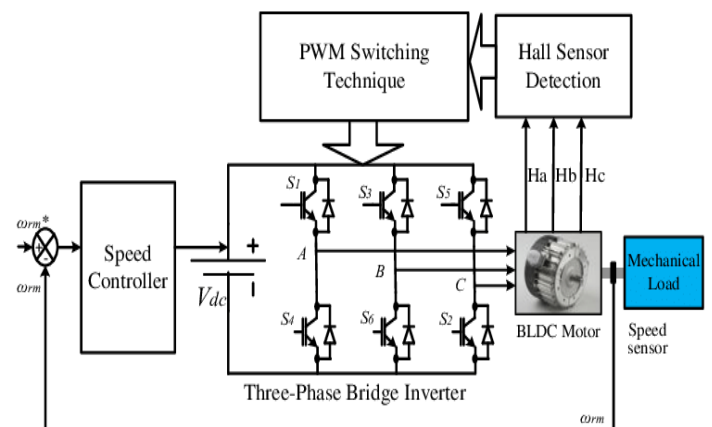 PWM Switching
Technique
Hall Sensor
Detection
Ha Hb Hc
S1
S3
S5
ωrm*
+
-
ωrm
Speed
Controller
+
-
Vdc
A
B
C
S4
S6
S2
BLDC Motor
Mechanical
Load
Speed
sensor
Three-Phase Bridge Inverter
ωrm